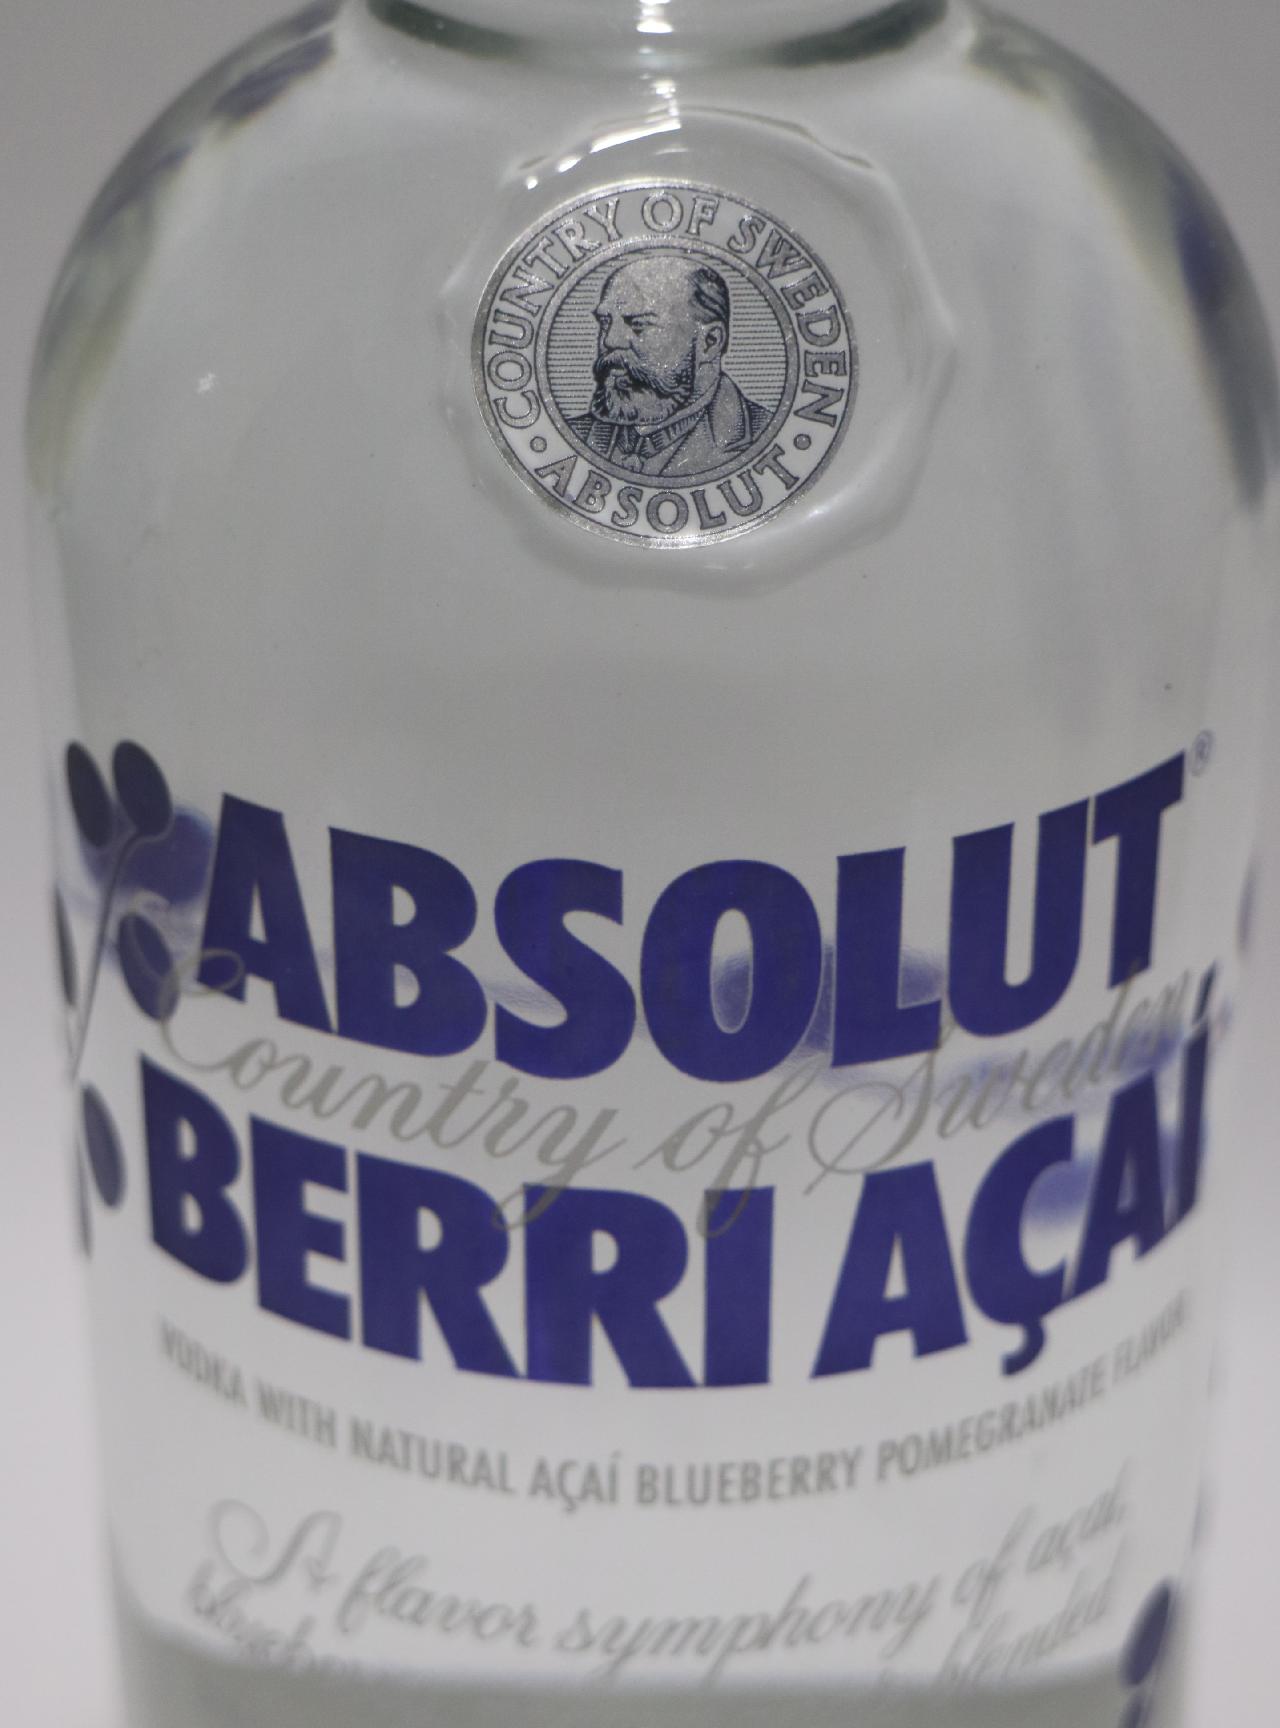 COUNTRY OF SWEDEN
• ABSOLUT •
ABSOLUT®
Country of Sweden
BERRI AÇAÍ
VODKA WITH NATURAL AÇAÍ BLUEBERRY POMEGRANATE FLAVOR.
A flavor symphony of açaí,
blended